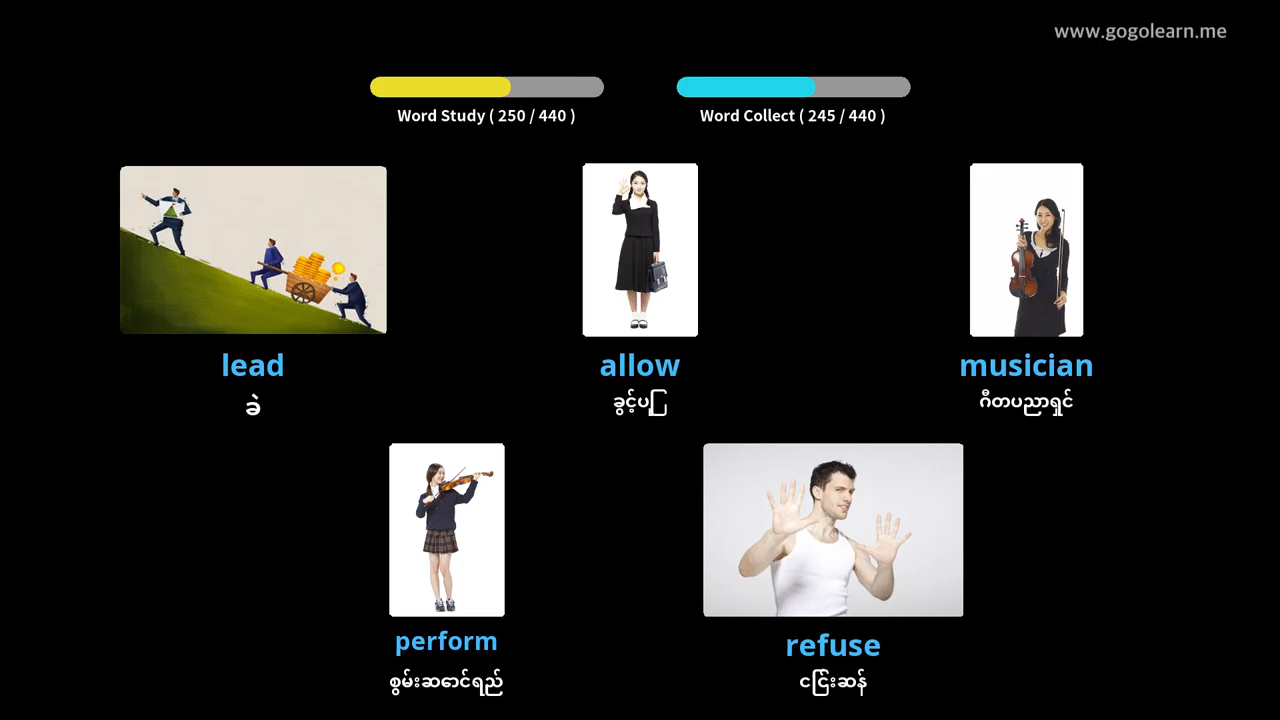 www.gogolearn.me
Word Study ( 250 / 440 )
Word Collect ( 245 / 440 )
lead
ခဲ
allow
ခွင့်ပြု
musician
ဂီတပညာရှင်
perform
စွမ်းဆောင်ရည်
refuse
ငြင်းဆန်